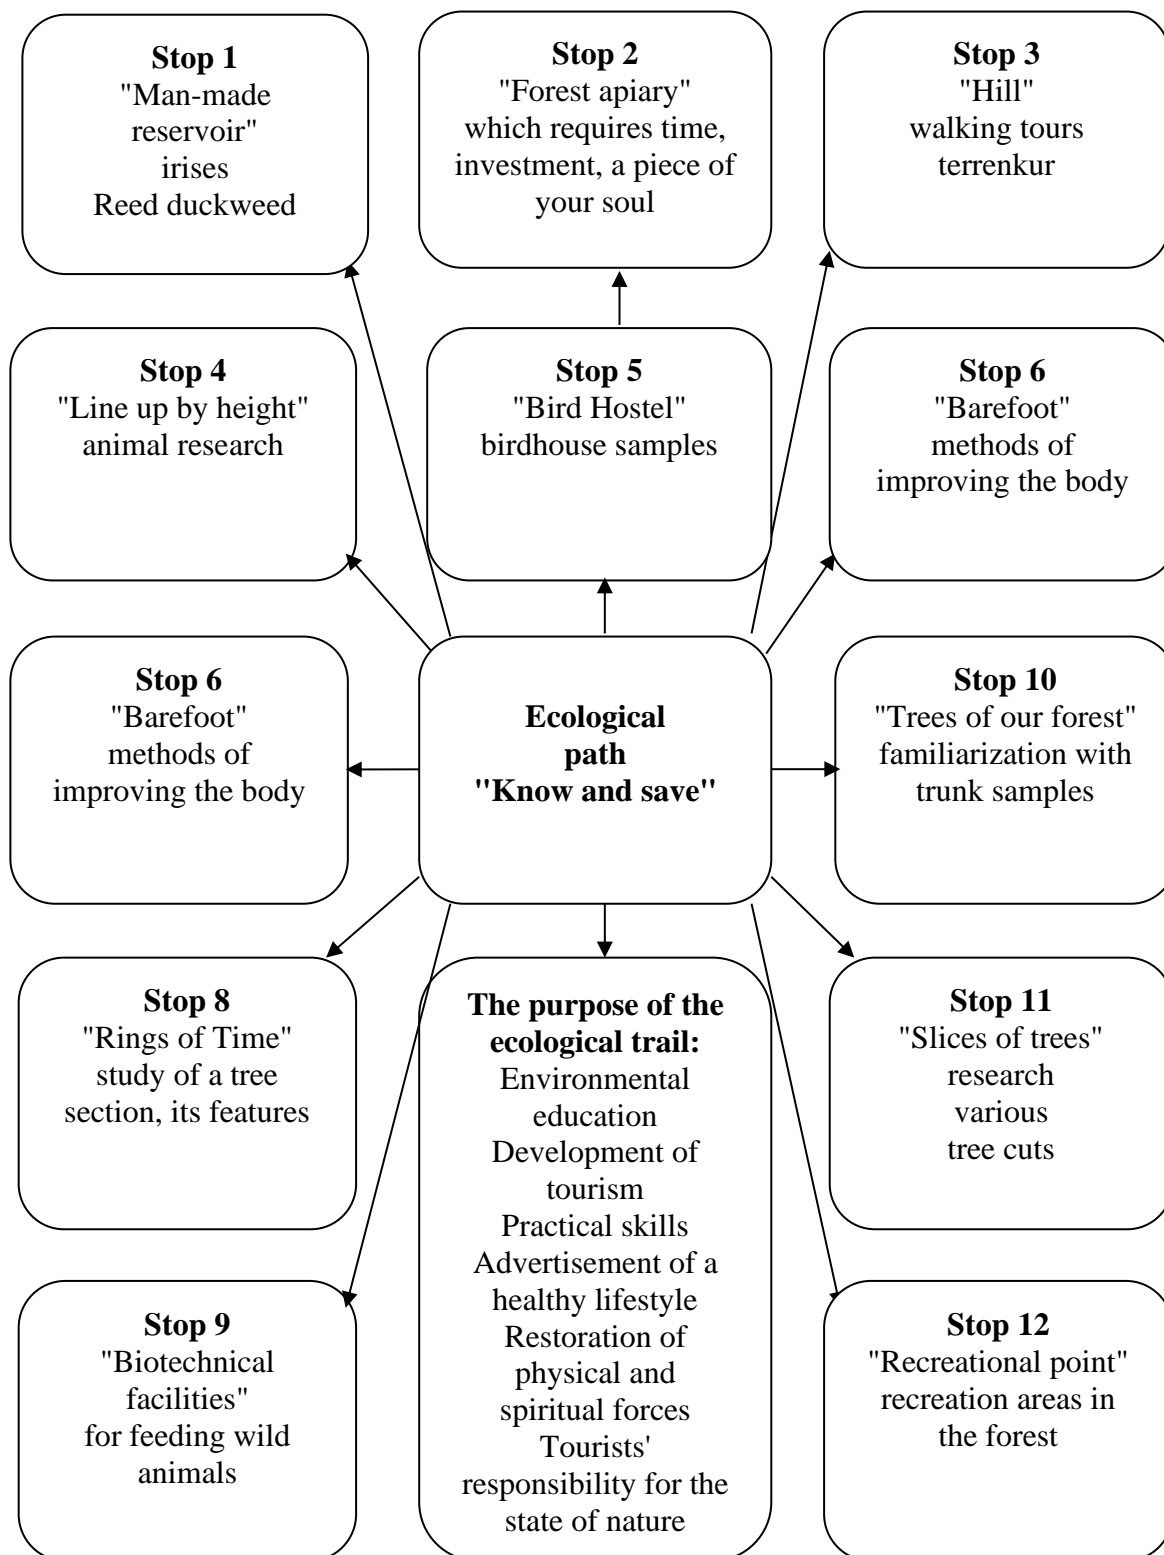 Stop 1
"Man-made
reservoir"
irises
Reed duckweed
Stop 2
"Forest apiary"
which requires time,
investment, a piece of
your soul
Stop 3
"Hill"
walking tours
terrenkur
Stop 4
"Line up by height"
animal research
Stop 5
"Bird Hostel"
birdhouse samples
Stop 6
"Barefoot"
methods of
improving the body
Stop 6
"Barefoot"
methods of
improving the body
Ecological
path
"Know and save"
Stop 10
"Trees of our forest"
familiarization with
trunk samples
Stop 8
"Rings of Time"
study of a tree
section, its features
The purpose of the
ecological trail:
Environmental
education
Development of
tourism
Practical skills
Advertisement of a
healthy lifestyle
Restoration of
physical and
spiritual forces
Tourists'
responsibility for the
state of nature
Stop 11
"Slices of trees"
research
various
tree cuts
Stop 9
"Biotechnical
facilities"
for feeding wild
animals
Stop 12
"Recreational point"
recreation areas in
the forest